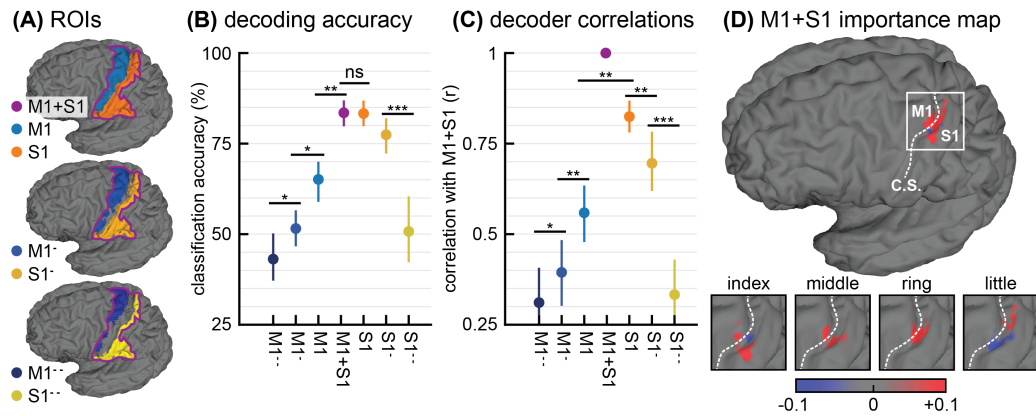 (A) ROIs
M1+S1
M1
S1
M1-
S1-
M1--
S1--
(B) decoding accuracy
classification accuracy (%)
100
75
50
25
*
*
**
ns
***
M1--
M1-
M1
M1+S1
S1
S1-
S1--
(C) decoder correlations
correlation with M1+S1 (r)
1
0.75
0.5
0.25
*
**
**
**
***
M1--
M1-
M1
M1+S1
S1
S1-
S1--
(D) M1+S1 importance map
M1
S1
C.S.
index
middle
ring
little
-0.1
0
+0.1